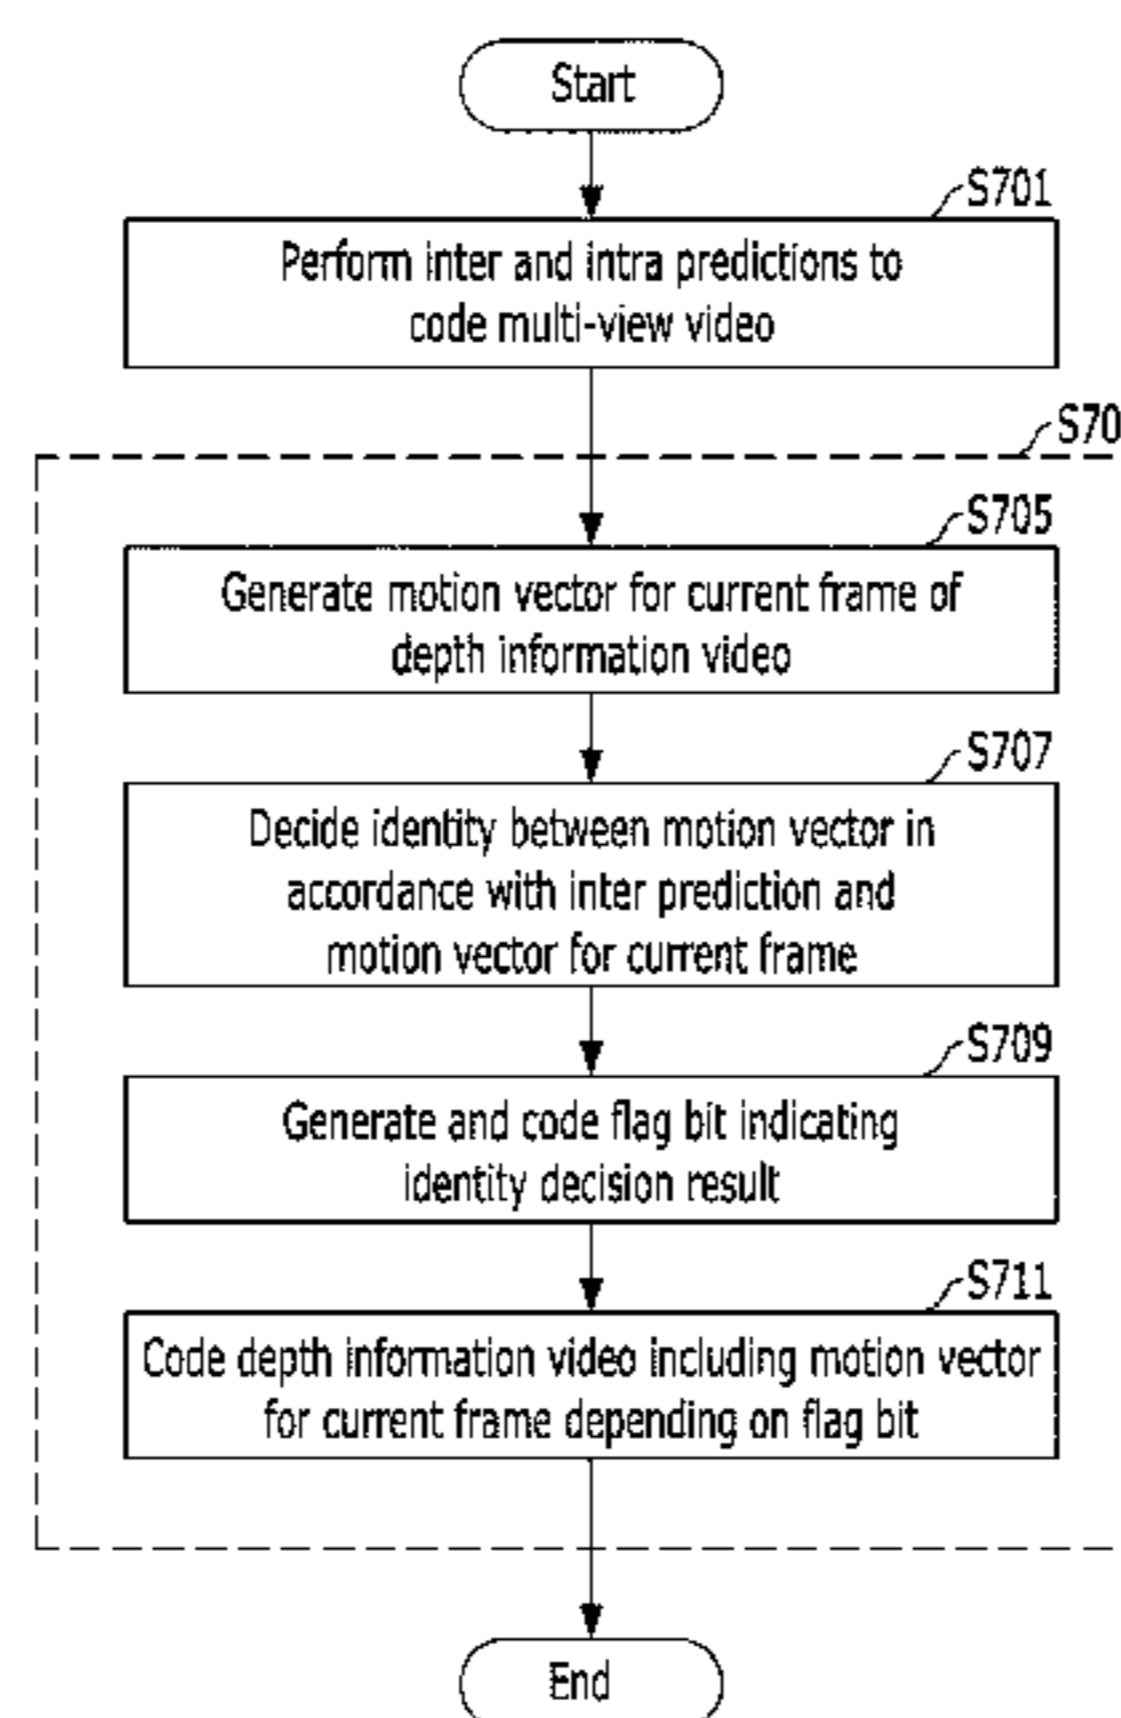 Start
S701
Perform inter and intra predictions to
code multi-view video
S70
S705
Generate motion vector for current frame of
depth information video
S707
Decide identity between motion vector in
accordance with inter prediction and
motion vector for current frame
S709
Generate and code flag bit indicating
identity decision result
S711
Code depth information video including motion vector
for current frame depending on flag bit
End